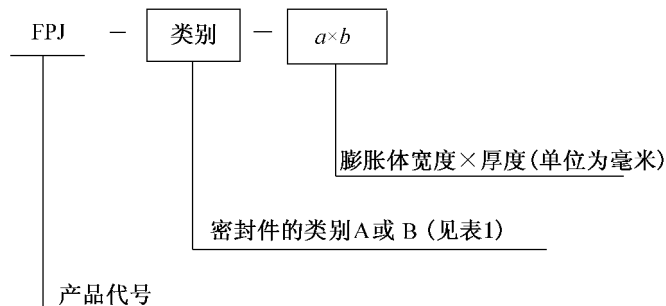 FPJ - 类别 - a×b
膨胀体宽度×厚度(单位为毫米)
密封件的类别A或 B (见表1)
产品代号